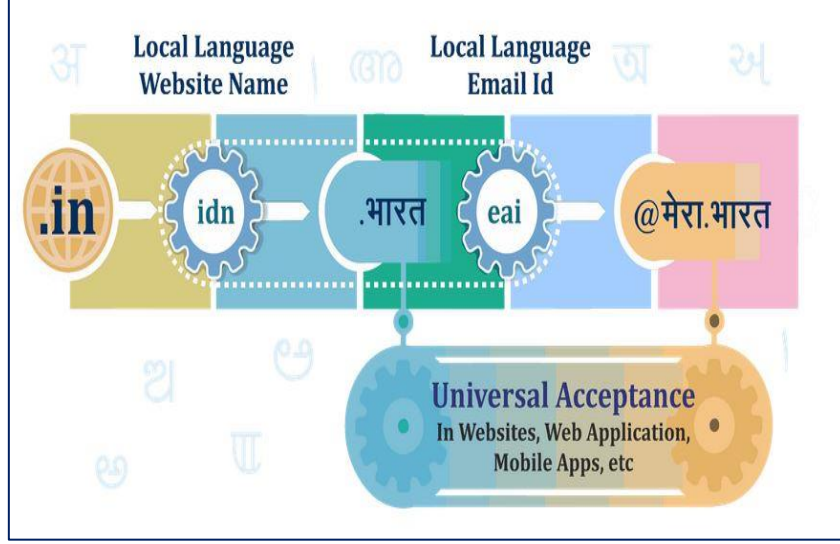 Local Language
Website Name
Local Language
Email Id
.in
idn
.भारत
eai
@मेरा.भारत
Universal Acceptance
In Websites, Web Application,
Mobile Apps, etc